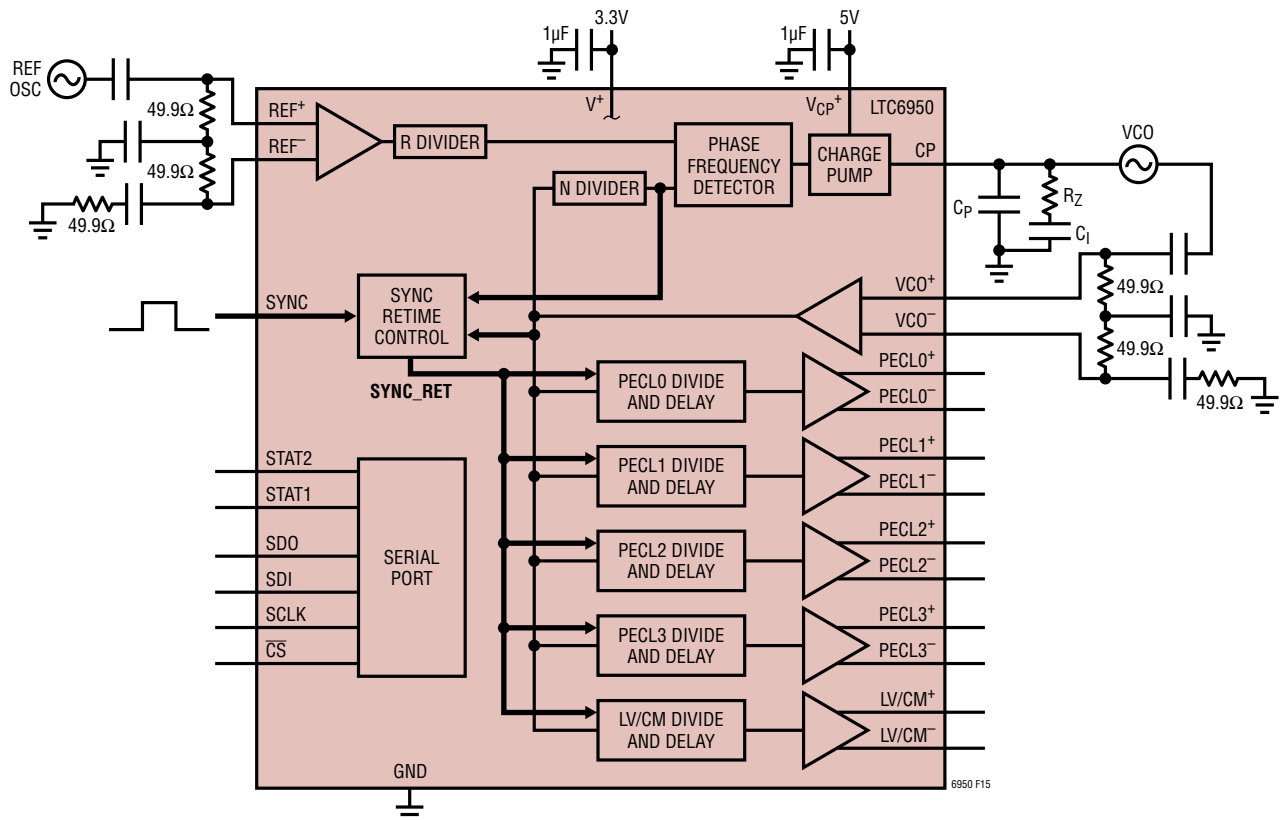 3.3V
5V
1µF
1µF
REF
OSC
49.9Ω
49.9Ω
49.9Ω
REF+
REF–
V+
VCP+
LTC6950
R DIVIDER
N DIVIDER
PHASE
FREQUENCY
DETECTOR
CHARGE
PUMP
CP
VCO
CP
RZ
CI
SYNC
SYNC
RETIME
CONTROL
SYNC_RET
VCO+
VCO–
49.9Ω
49.9Ω
49.9Ω
PECL0 DIVIDE
AND DELAY
PECL0+
PECL0–
PECL1 DIVIDE
AND DELAY
PECL1+
PECL1–
STAT2
STAT1
SDO
SDI
SCLK
C̅S̅
SERIAL
PORT
PECL2 DIVIDE
AND DELAY
PECL2+
PECL2–
PECL3 DIVIDE
AND DELAY
PECL3+
PECL3–
LV/CM DIVIDE
AND DELAY
LV/CM+
LV/CM–
GND
6950 F15